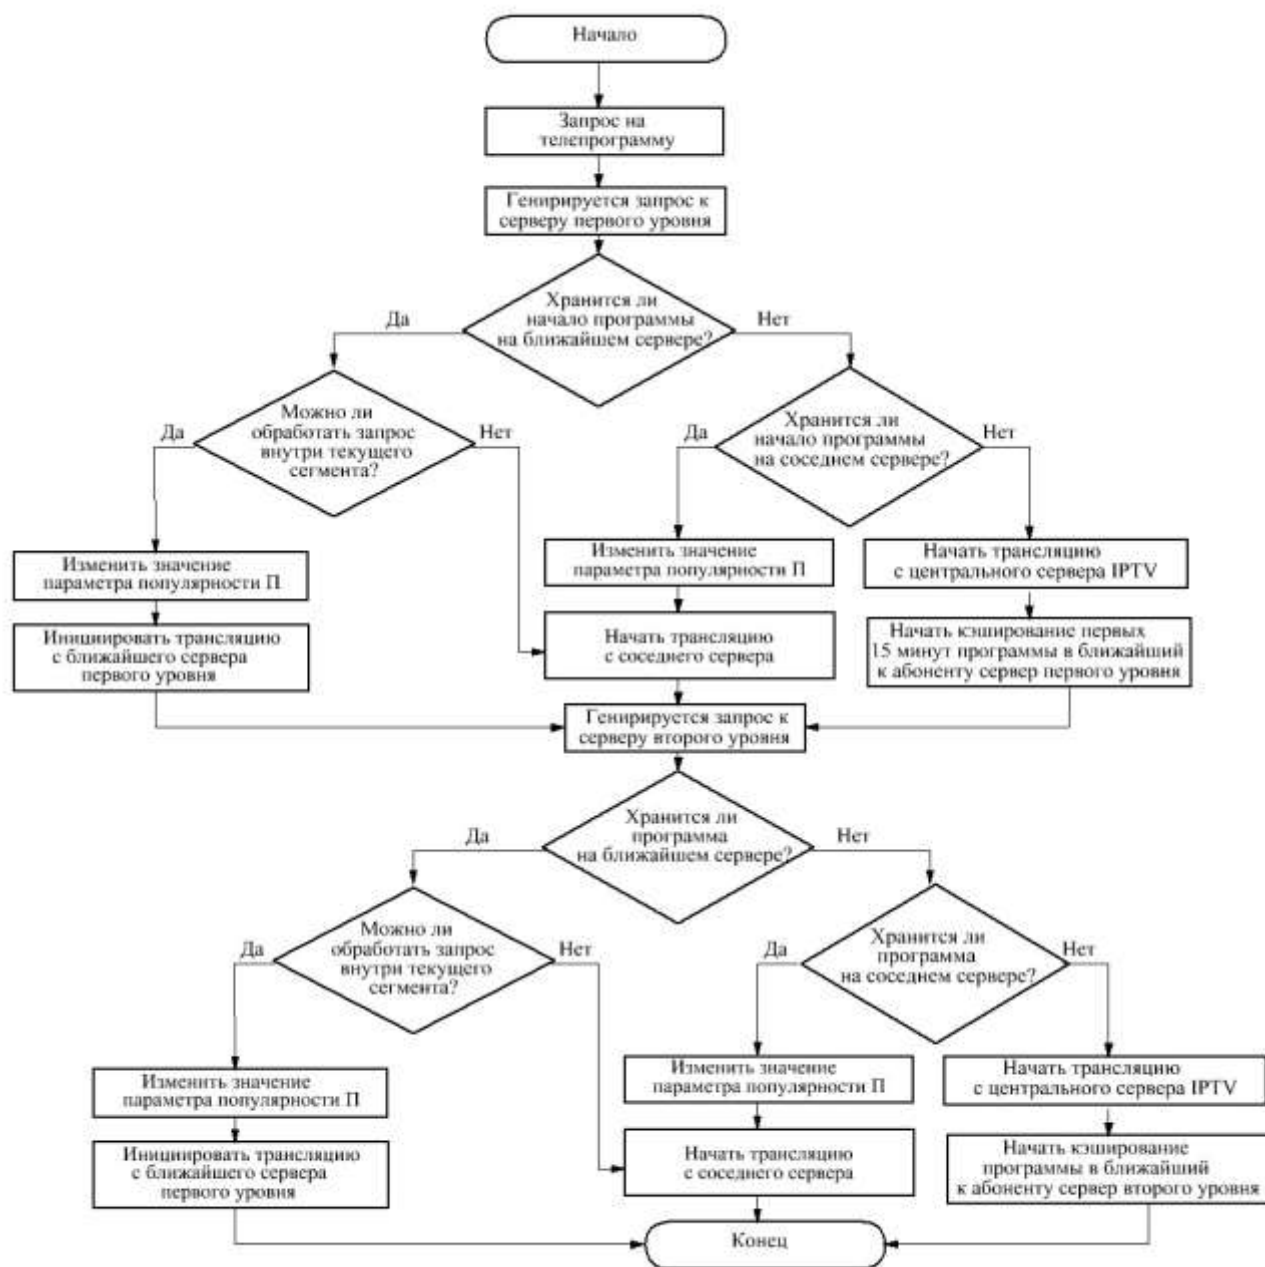 Начало
Запрос на
телепрограмму
Генирируется запрос к
серверу первого уровня
Хранится ли
начало программы
на ближайшем сервере?
Да
Нет
Можно ли
обработать запрос
внутри текущего
сегмента?
Да
Нет
Хранится ли
начало программы
на соседнем сервере?
Да
Нет
Изменить значение
параметра популярности П
Инициировать трансляцию
с ближайшего сервера
первого уровня
Изменить значение
параметра популярности П
Начать трансляцию
с соседнего сервера
Начать трансляцию
с центрального сервера IPTV
Начать кэширование первых
15 минут программы в ближайший
к абоненту сервер первого уровня
Генирируется запрос к
серверу второго уровня
Хранится ли
программа
на ближайшем сервере?
Да
Нет
Можно ли
обработать запрос
внутри текущего
сегмента?
Да
Нет
Хранится ли
программа
на соседнем сервере?
Да
Нет
Изменить значение
параметра популярности П
Инициировать трансляцию
с ближайшего сервера
первого уровня
Изменить значение
параметра популярности П
Начать трансляцию
с соседнего сервера
Начать трансляцию
с центрального сервера IPTV
Начать кэширование
программы в ближайший
к абоненту сервер второго уровня
Конец